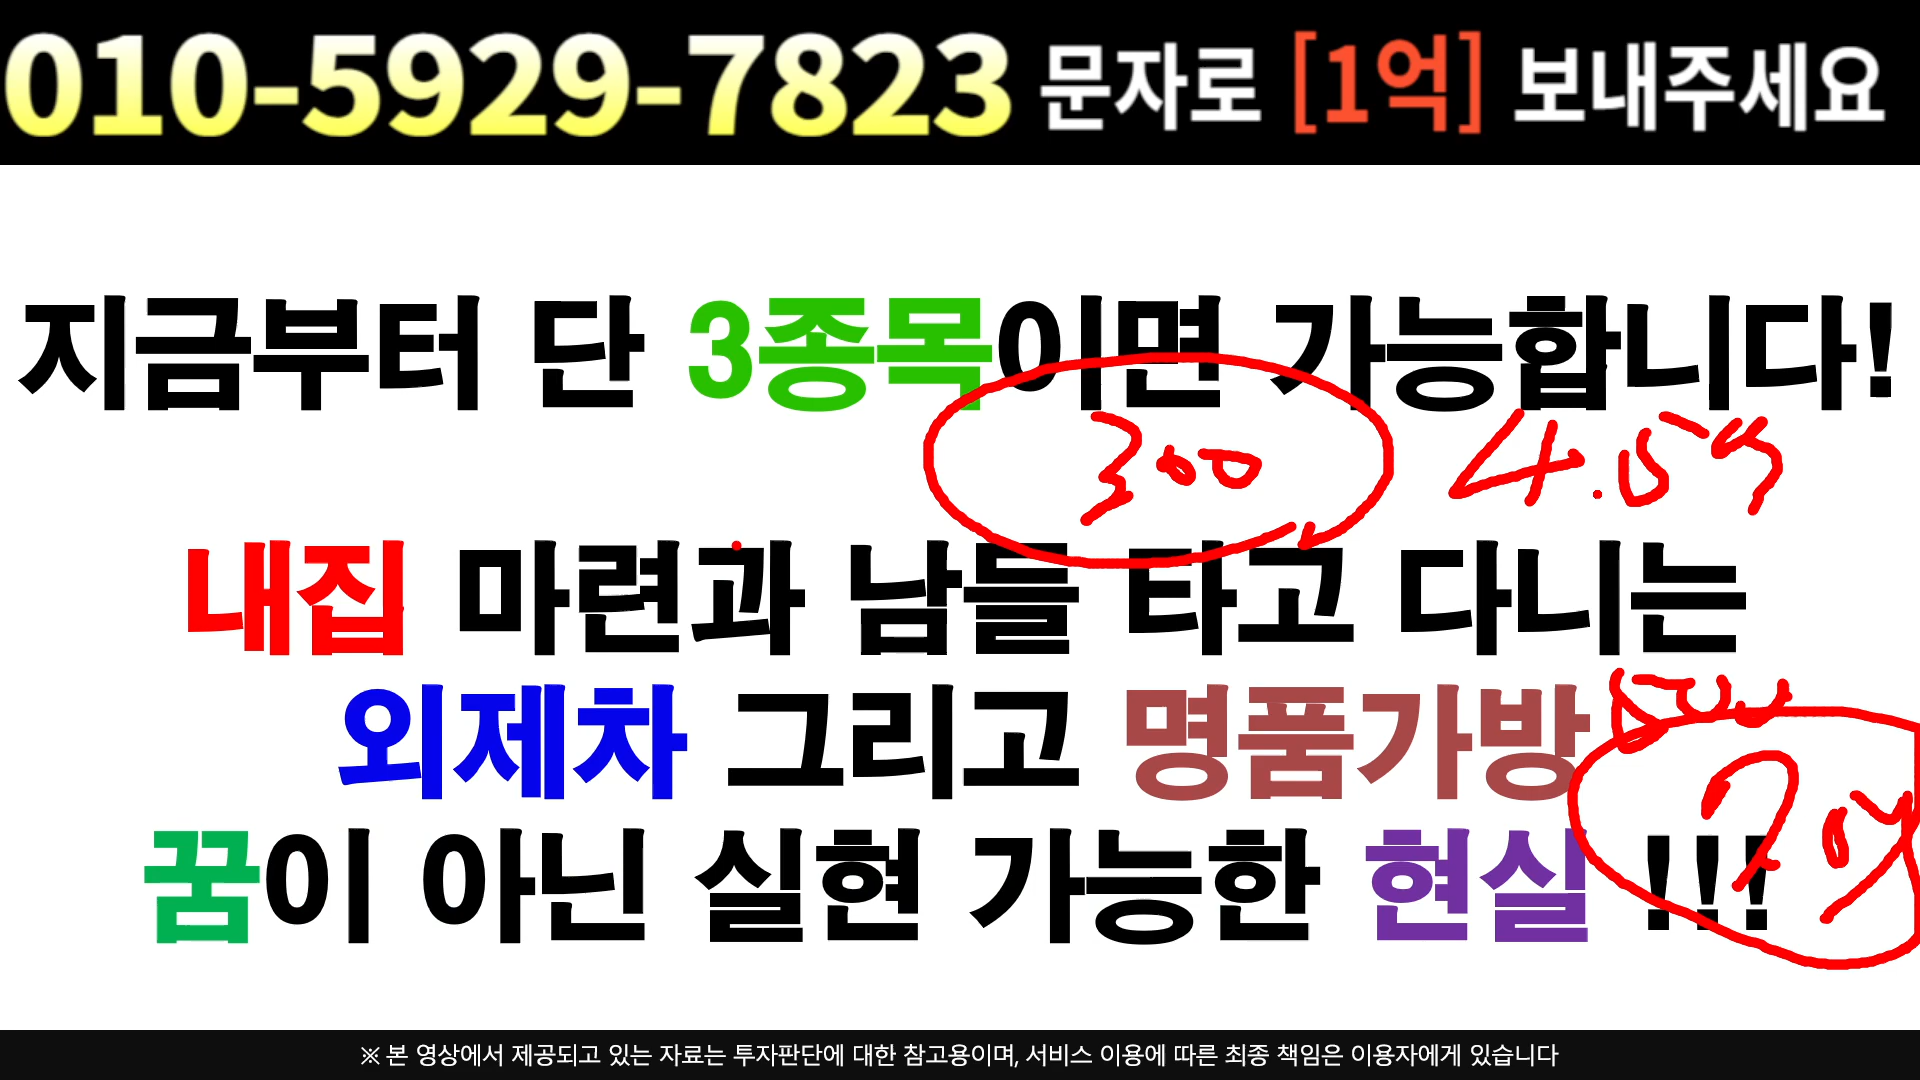 010-5929-7823 문자로 [1억] 보내주세요
지금부터 단 3종목이면 가능합니다!
300
내집 마련과 남들 타고 다니는
외제차 그리고 명품가방
꿈이 아닌 실현 가능한 현실 !!!
※ 본 영상에서 제공되고 있는 자료는 투자판단에 대한 참고용이며, 서비스 이용에 따른 최종 책임은 이용자에게 있습니다